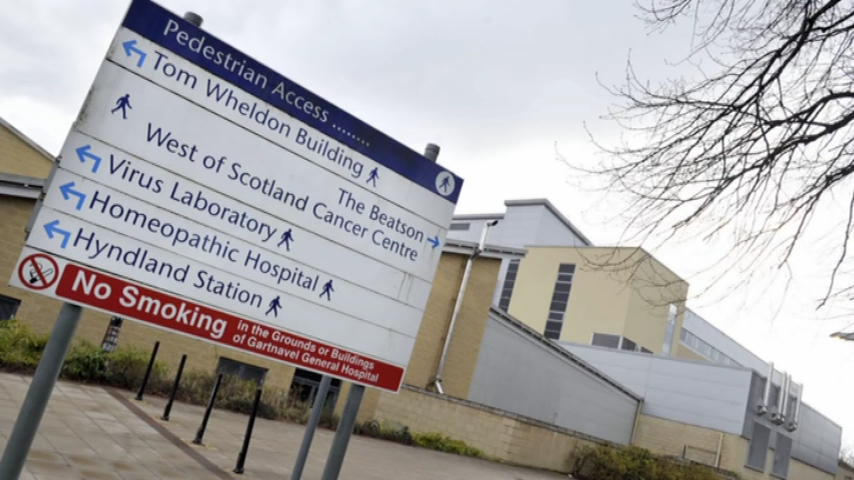 Pedestrian Access ........
Tom Wheldon Building
The Beatson
West of Scotland Cancer Centre
Virus Laboratory
Homeopathic Hospital
Hyndland Station
No Smoking in the Grounds or Buildings
of Gartnavel General Hospital